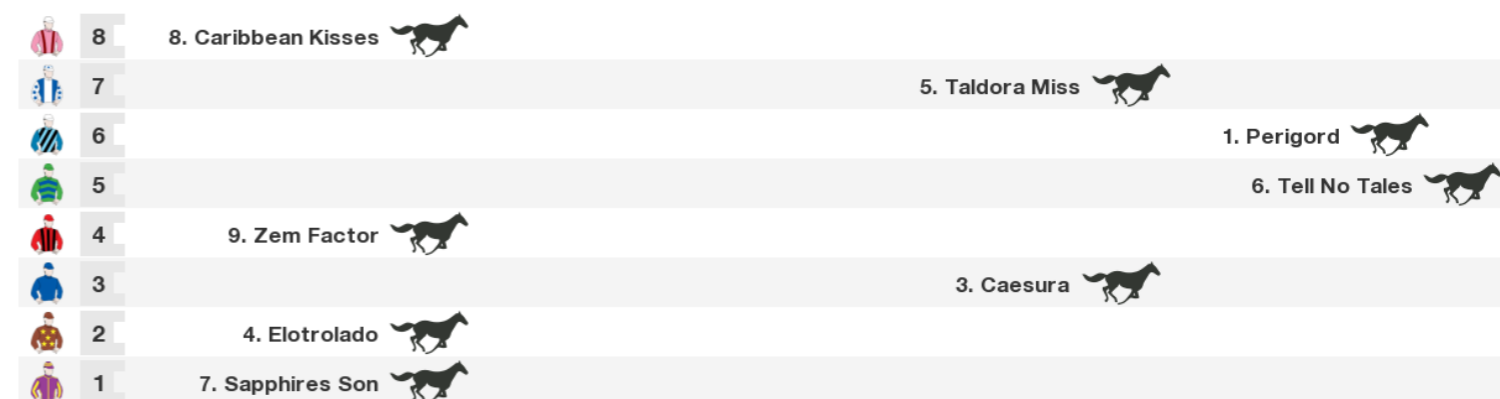 8 8. Caribbean Kisses
7 5. Taldora Miss
6 1. Perigord
5 6. Tell No Tales
4 9. Zem Factor
3 3. Caesura
2 4. Elotrolado
1 7. Sapphires Son